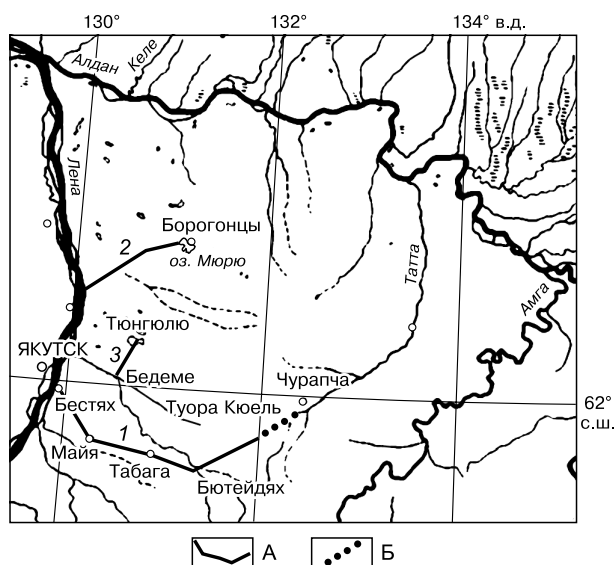 130° 132° 134° в.д.
Алдан
Келе
Лена
Борогонцы
2
оз. Мюрю
Татта
Амга
Тюнгюлю
ЯКУТСК
3
Бедеме
Чурапча
62°
с.ш.
Бестях
Туора Кюель
1
Майя
Табага
Бютейдях
А Б